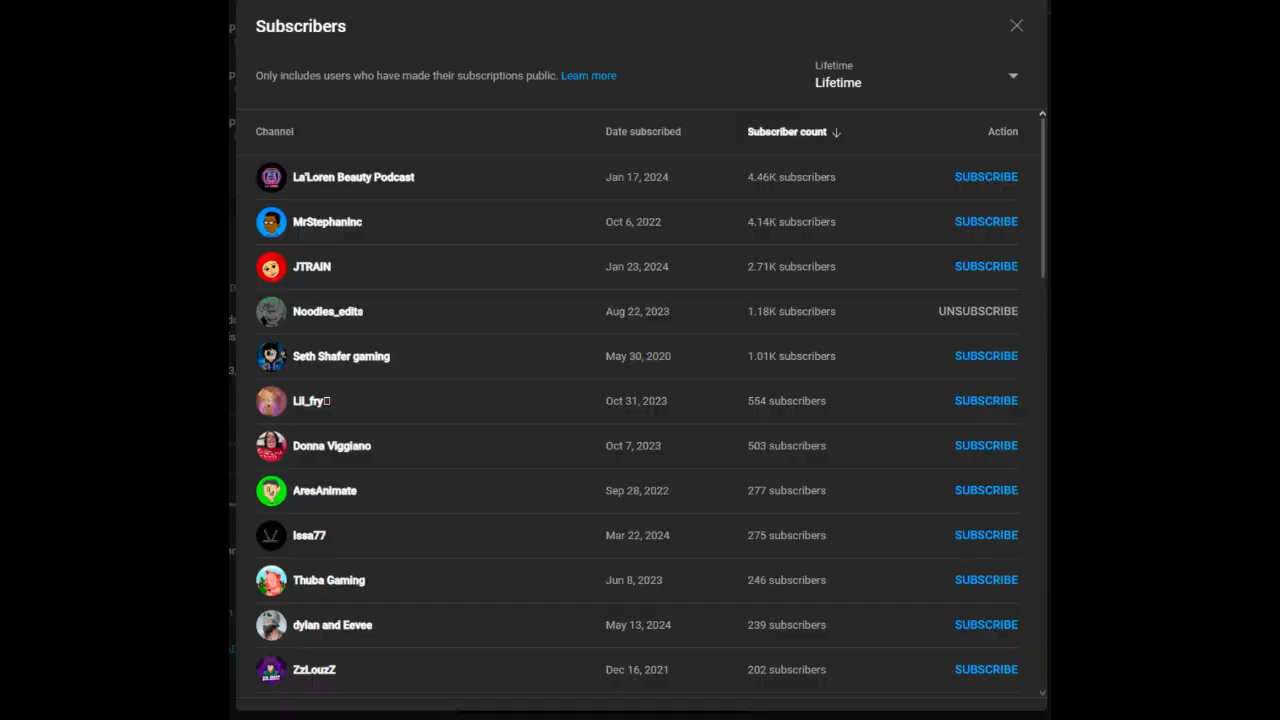 Subscribers
Only includes users who have made their subscriptions public. Learn more
Lifetime
Lifetime
Channel Date subscribed Subscriber count Action
La'Loren Beauty Podcast Jan 17, 2024 4.46K subscribers SUBSCRIBE
MrStephanInc Oct 6, 2022 4.14K subscribers SUBSCRIBE
JTRAIN Jan 23, 2024 2.71K subscribers SUBSCRIBE
Noodles_edits Aug 22, 2023 1.18K subscribers UNSUBSCRIBE
Seth Shafer gaming May 30, 2020 1.01K subscribers SUBSCRIBE
Lil_fry Oct 31, 2023 554 subscribers SUBSCRIBE
Donna Viggiano Oct 7, 2023 503 subscribers SUBSCRIBE
AresAnimate Sep 28, 2022 277 subscribers SUBSCRIBE
Issa77 Mar 22, 2024 275 subscribers SUBSCRIBE
Thuba Gaming Jun 8, 2023 246 subscribers SUBSCRIBE
dylan and Eevee May 13, 2024 239 subscribers SUBSCRIBE
ZzLouzZ Dec 16, 2021 202 subscribers SUBSCRIBE